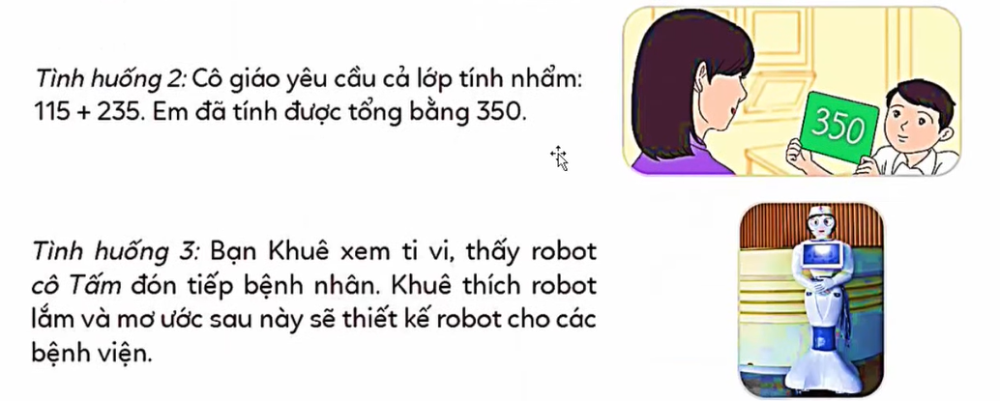 Tình huống 2: Cô giáo yêu cầu cả lớp tính nhẩm:
115 + 235. Em đã tính được tổng bằng 350.
350
Tình huống 3: Bạn Khuê xem ti vi, thấy robot
cô Tấm đón tiếp bệnh nhân. Khuê thích robot
lắm và mơ ước sau này sẽ thiết kế robot cho các
bệnh viện.